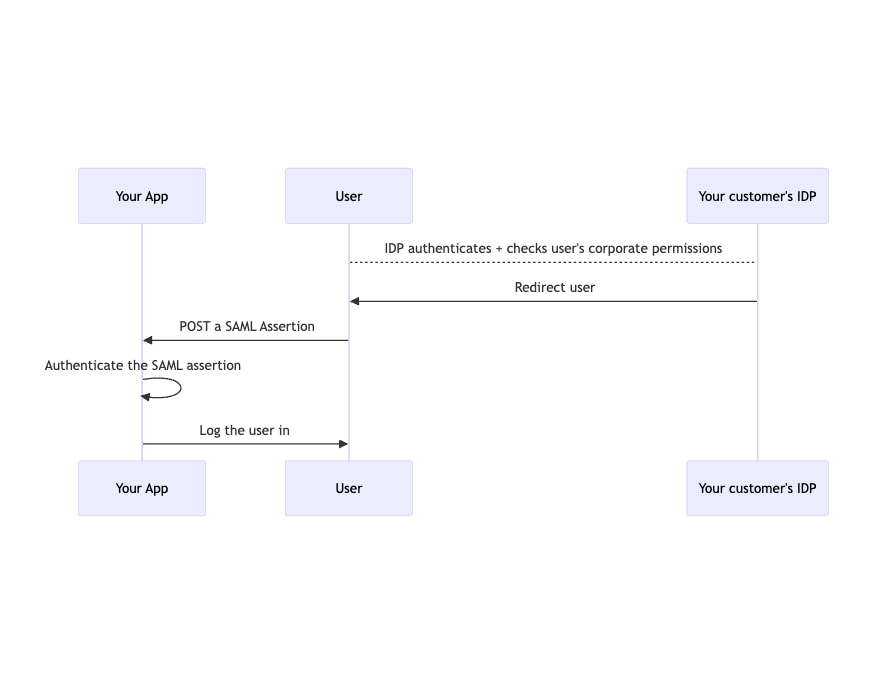 Your App
User
Your customer's IDP
IDP authenticates + checks user's corporate permissions
Redirect user
POST a SAML Assertion
Authenticate the SAML assertion
Log the user in
Your App
User
Your customer's IDP